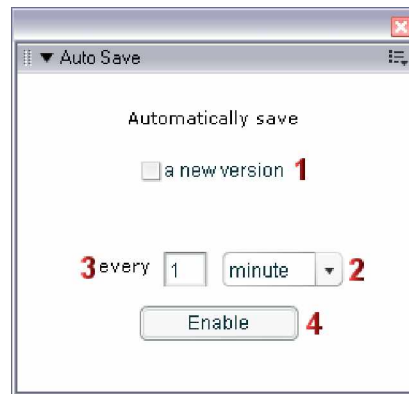 Auto Save
Automatically save
a new version 1
3 every 1 minute 2
Enable 4